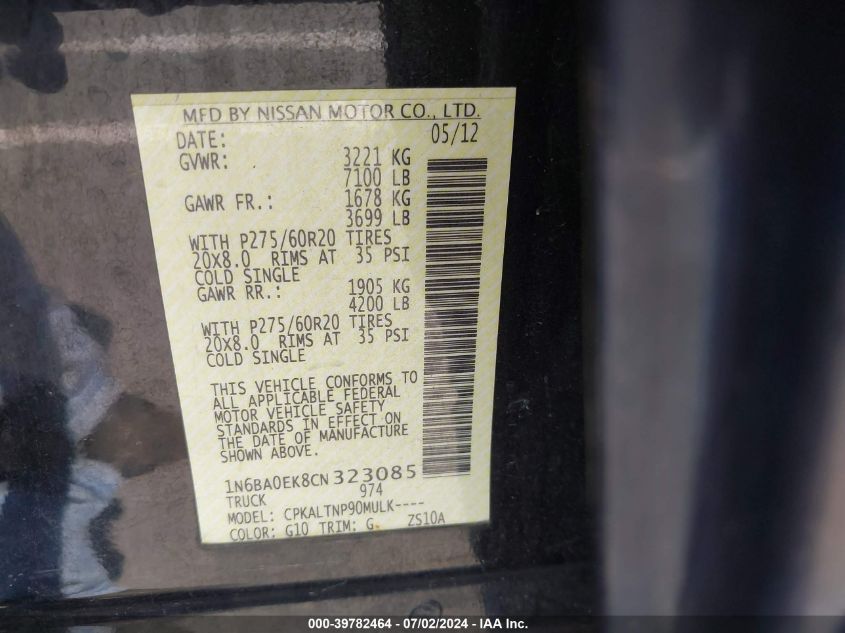 MFD BY NISSAN MOTOR CO., LTD.
DATE: 05/12
GVWR: 3221 KG
7100 LB
GAWR FR.: 1678 KG
3699 LB
WITH P275/60R20 TIRES
20X8.0 RIMS AT 35 PSI
COLD SINGLE
GAWR RR.: 1905 KG
4200 LB
WITH P275/60R20 TIRES
20X8.0 RIMS AT 35 PSI
COLD SINGLE
THIS VEHICLE CONFORMS TO
ALL APPLICABLE FEDERAL
MOTOR VEHICLE SAFETY
STANDARDS IN EFFECT ON
THE DATE OF MANUFACTURE
SHOWN ABOVE.
1N6BA0EK8CN323085
TRUCK 974
MODEL: CPKALTNP90MULK----
COLOR: G10 TRIM: G ZS10A
000-39782464 - 07/02/2024 - IAA Inc.